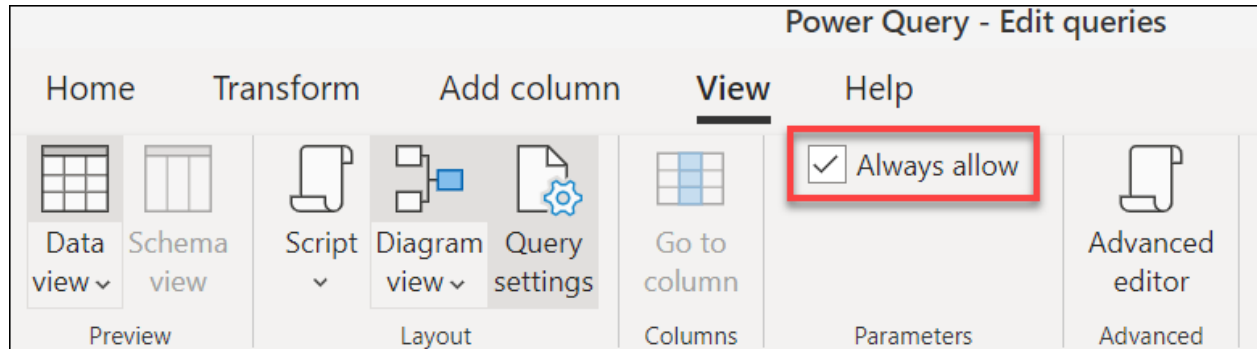 Power Query - Edit queries
Home Transform Add column View Help
Always allow
Data Schema Script Diagram Query Go to Advanced
view view view settings column editor
Preview Layout Columns Parameters Advanced